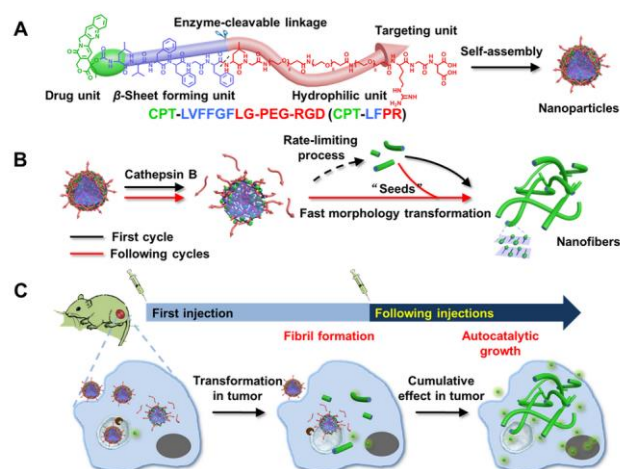 A
Enzyme-cleavable linkage
Targeting unit
Self-assembly
Drug unit
β-Sheet forming unit
Hydrophilic unit
Nanoparticles
CPT-LVFFGFLG-PEG-RGD (CPT-LFPR)
B
Rate-limiting
process
Cathepsin B
"Seeds"
Fast morphology transformation
First cycle
Following cycles
Nanofibers
C
First injection
Following injections
Fibril formation
Autocatalytic
growth
Transformation
in tumor
Cumulative
effect in tumor